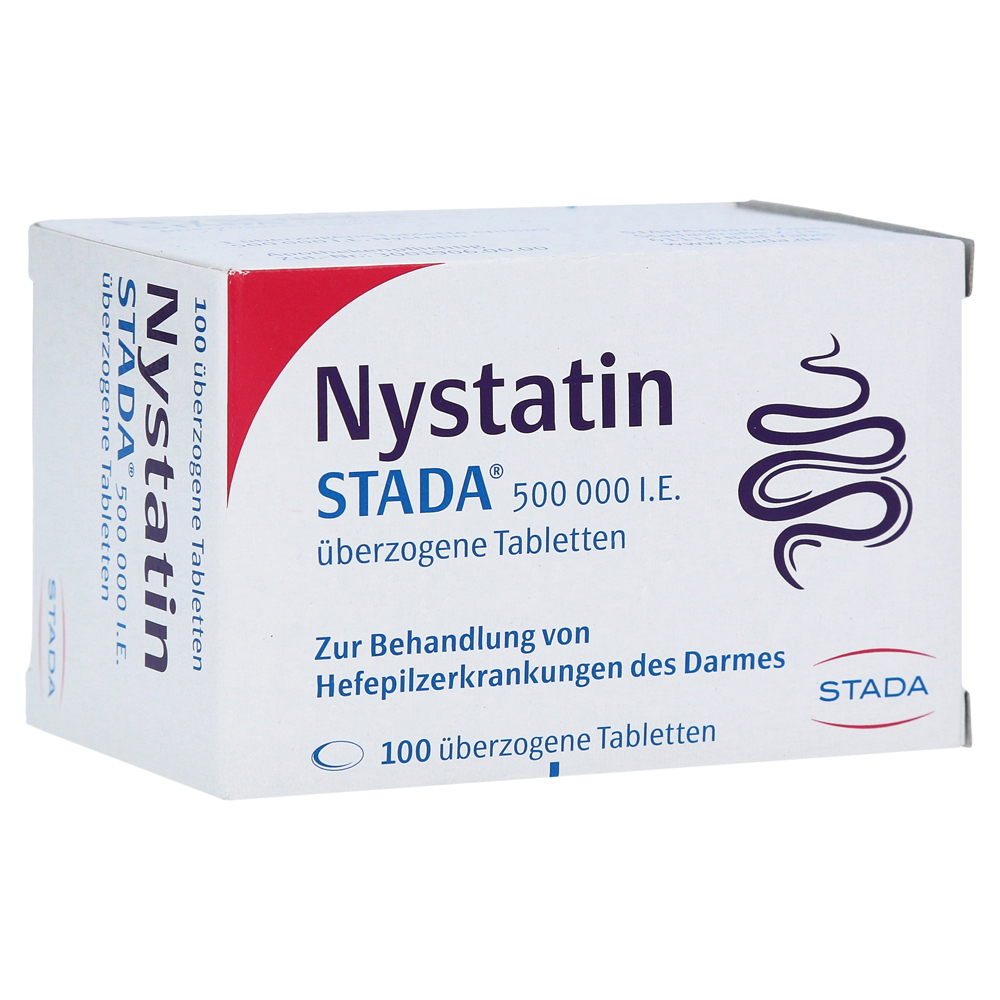 Nystatin
STADA® 500 000 I.E.
überzogene Tabletten
Zur Behandlung von
Hefepilzerkrankungen des Darmes
100 überzogene Tabletten
STADA
100 überzogene Tabletten
Nystatin
STADA® 500 000 I.E.
überzogene Tabletten
STADA